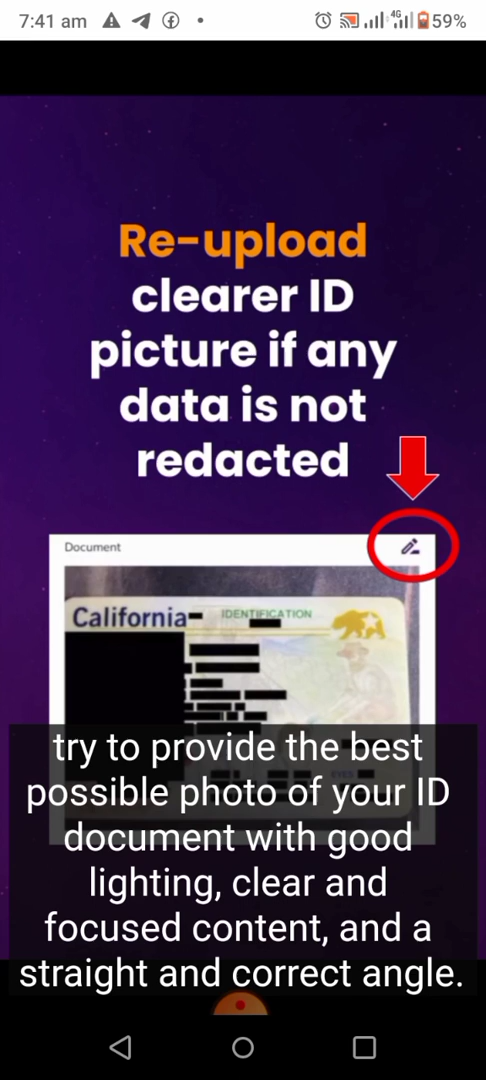 7:41 am
4G
59%
Re-upload
clearer ID
picture if any
data is not
redacted
Document
California
IDENTIFICATION
EYES
try to provide the best
possible photo of your ID
document with good
lighting, clear and
focused content, and a
straight and correct angle.